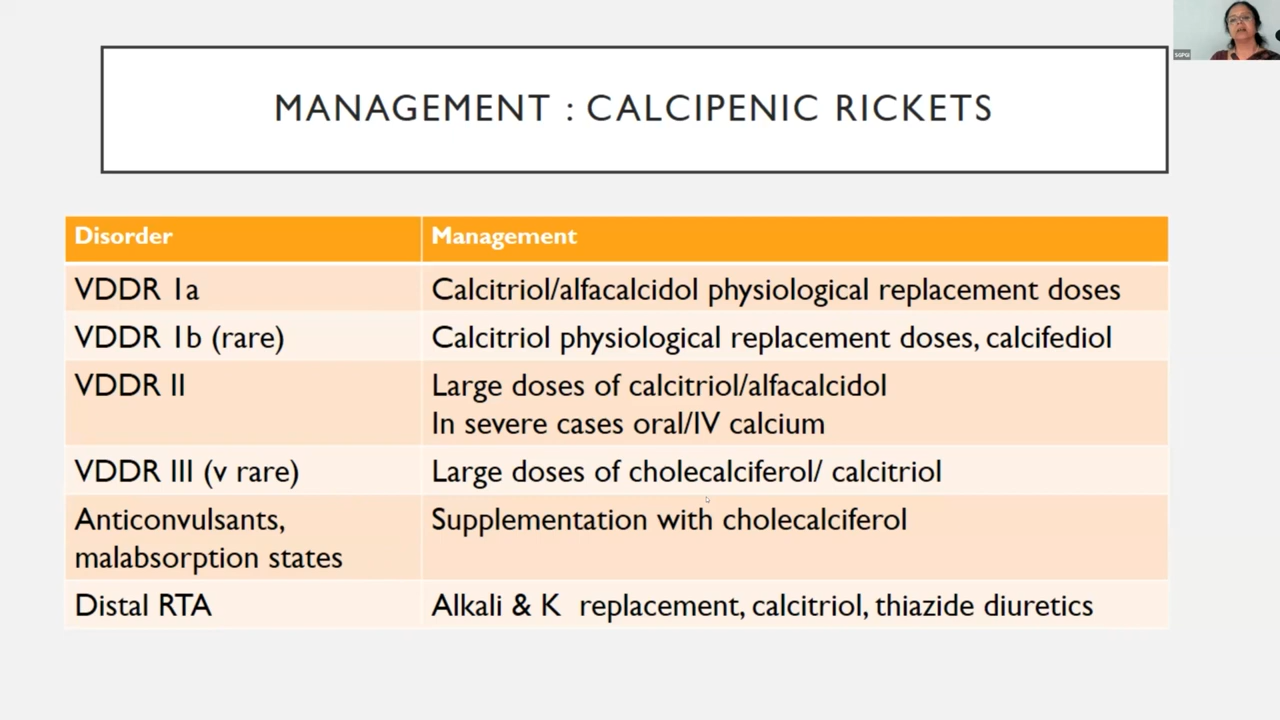 SGPGI
MANAGEMENT : CALCIPENIC RICKETS
Disorder Management
VDDR 1a Calcitriol/alfacalcidol physiological replacement doses
VDDR 1b (rare) Calcitriol physiological replacement doses, calcifediol
VDDR II Large doses of calcitriol/alfacalcidol
In severe cases oral/IV calcium
VDDR III (v rare) Large doses of cholecalciferol/ calcitriol
Anticonvulsants, Supplementation with cholecalciferol
malabsorption states
Distal RTA Alkali & K replacement, calcitriol, thiazide diuretics